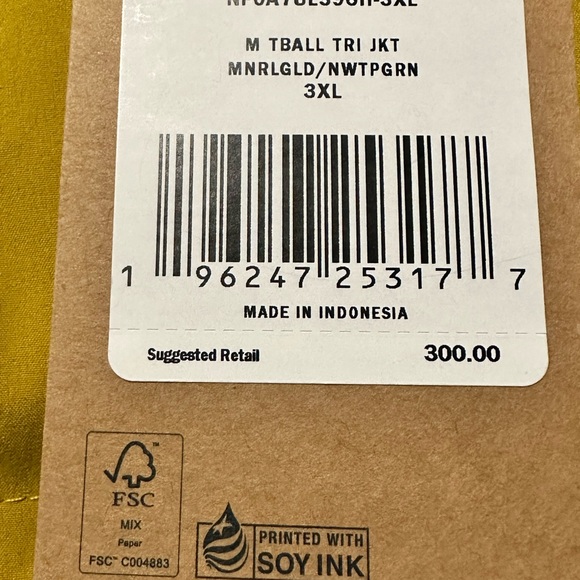 M TBALL TRI JKT
MNRLGLD/NWTPGRN
3XL
1 96247 25317 7
MADE IN INDONESIA
Suggested Retail 300.00
FSC
MIX
Paper
FSC™ C004883
PRINTED WITH
SOY INK